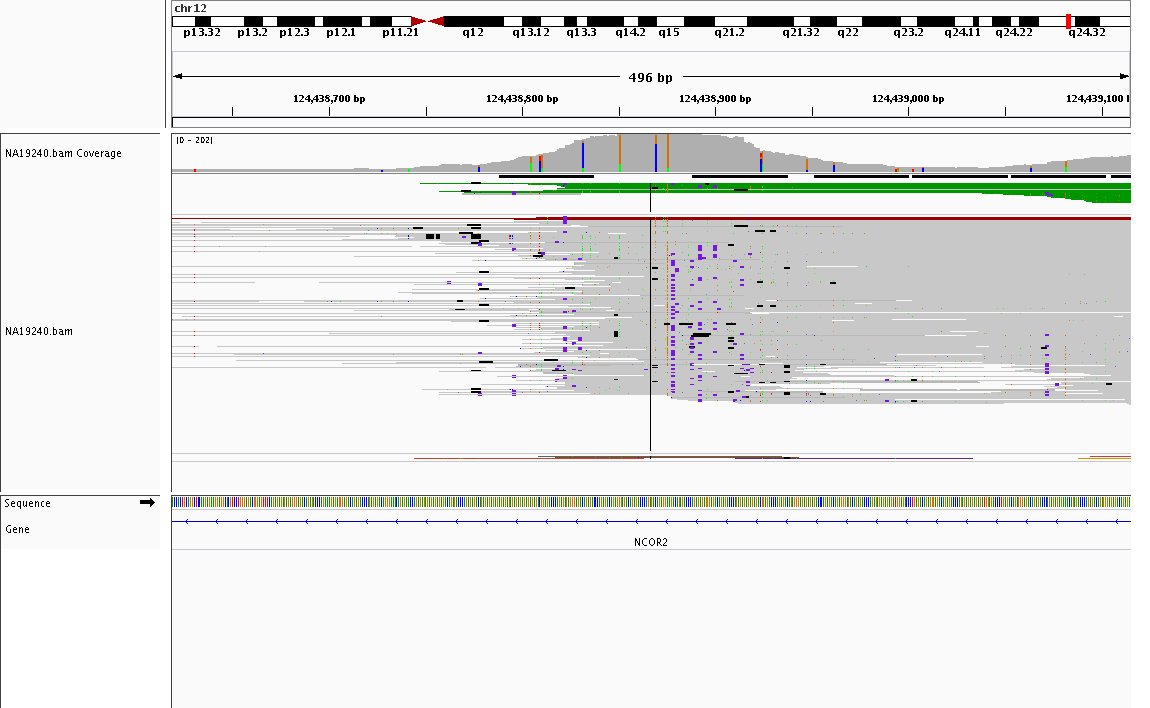 chr12
p13.32 p13.2 p12.3 p12.1 p11.21 q12 q13.12 q13.3 q14.2 q15 q21.2 q21.32 q22 q23.2 q24.11 q24.22 q24.32
496 bp
124,438,700 bp 124,438,800 bp 124,438,900 bp 124,439,000 bp 124,439,100
NA19240.bam Coverage
[0 - 202]
NA19240.bam
Sequence
Gene
NCOR2